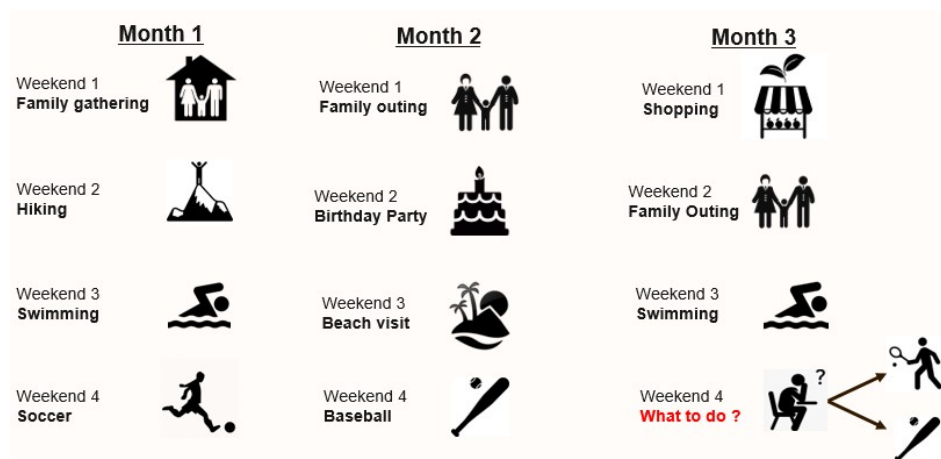 Month 1
Weekend 1
Family gathering
Weekend 2
Hiking
Weekend 3
Swimming
Weekend 4
Soccer
Month 2
Weekend 1
Family outing
Weekend 2
Birthday Party
Weekend 3
Beach visit
Weekend 4
Baseball
Month 3
Weekend 1
Shopping
Weekend 2
Family Outing
Weekend 3
Swimming
Weekend 4
What to do ?
?